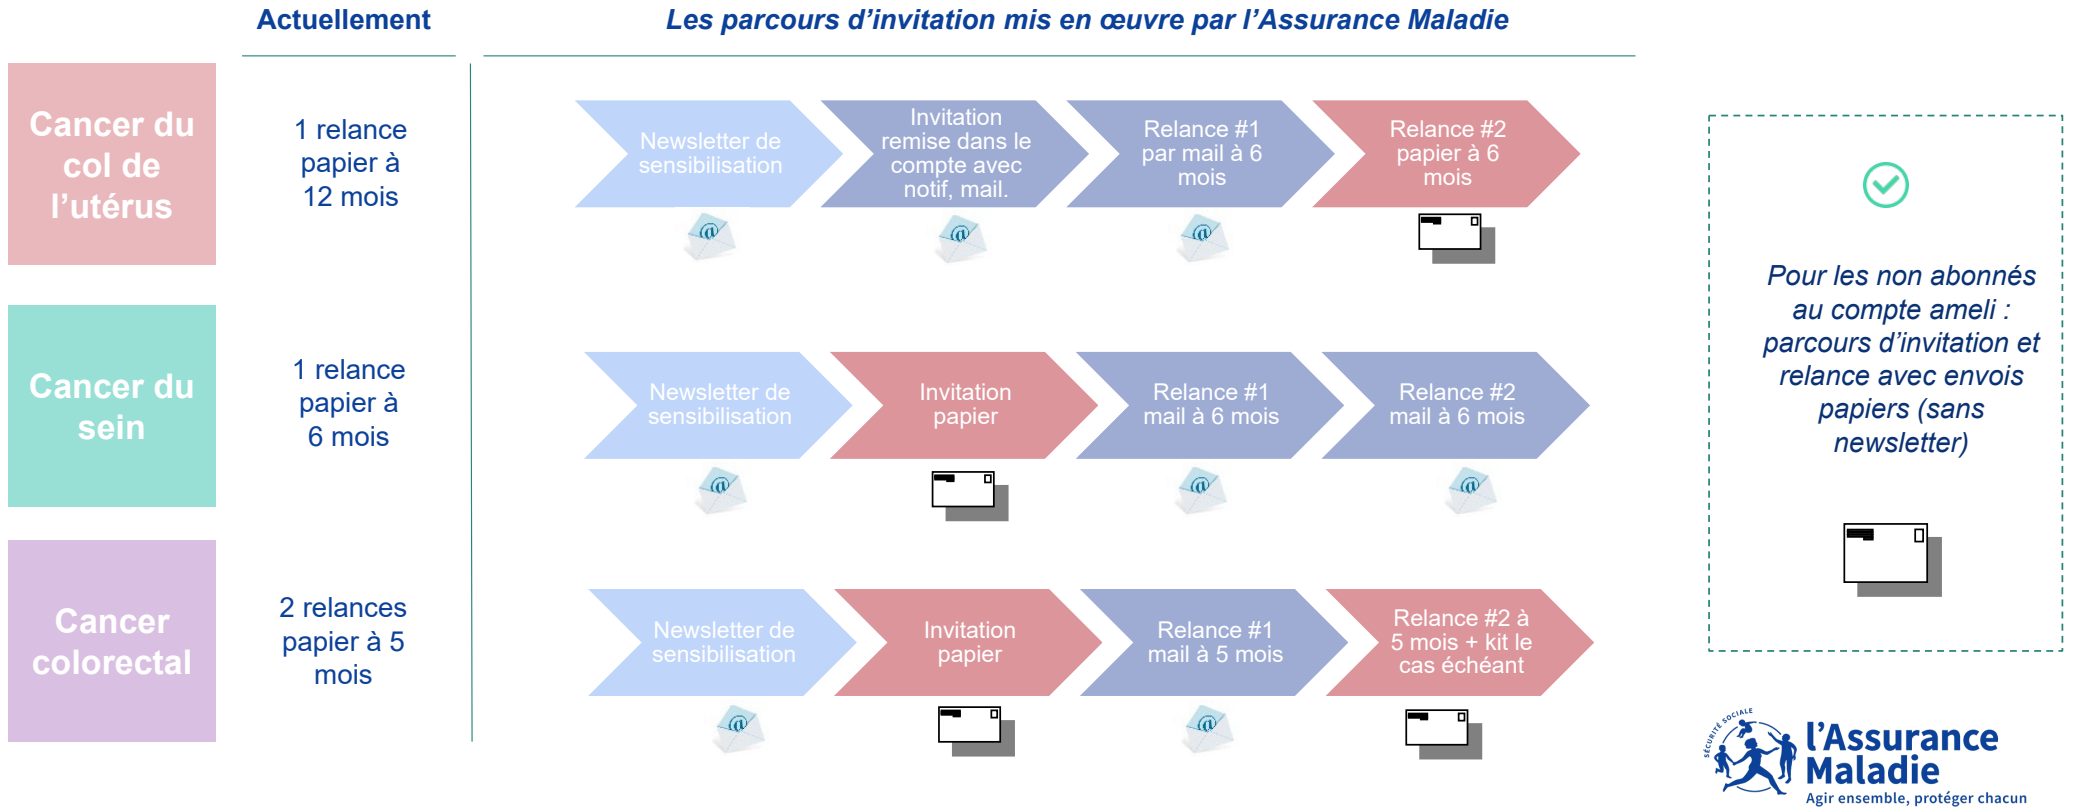 Actuellement
Les parcours d’invitation mis en œuvre par l’Assurance Maladie
Cancer du
col de
l’utérus
1 relance
papier à
12 mois
Newsletter de
sensibilisation
Invitation
remise dans le
compte avec
notif, mail.
Relance #1
par mail à 6
mois
Relance #2
papier à 6
mois
Cancer du
sein
1 relance
papier à
6 mois
Newsletter de
sensibilisation
Invitation
papier
Relance #1
mail à 6 mois
Relance #2
mail à 6 mois
Cancer
colorectal
2 relances
papier à 5
mois
Newsletter de
sensibilisation
Invitation
papier
Relance #1
mail à 5 mois
Relance #2 à
5 mois + kit le
cas échéant
Pour les non abonnés
au compte ameli :
parcours d’invitation et
relance avec envois
papiers (sans
newsletter)
SÉCURITÉ SOCIALE
l’Assurance
Maladie
Agir ensemble, protéger chacun